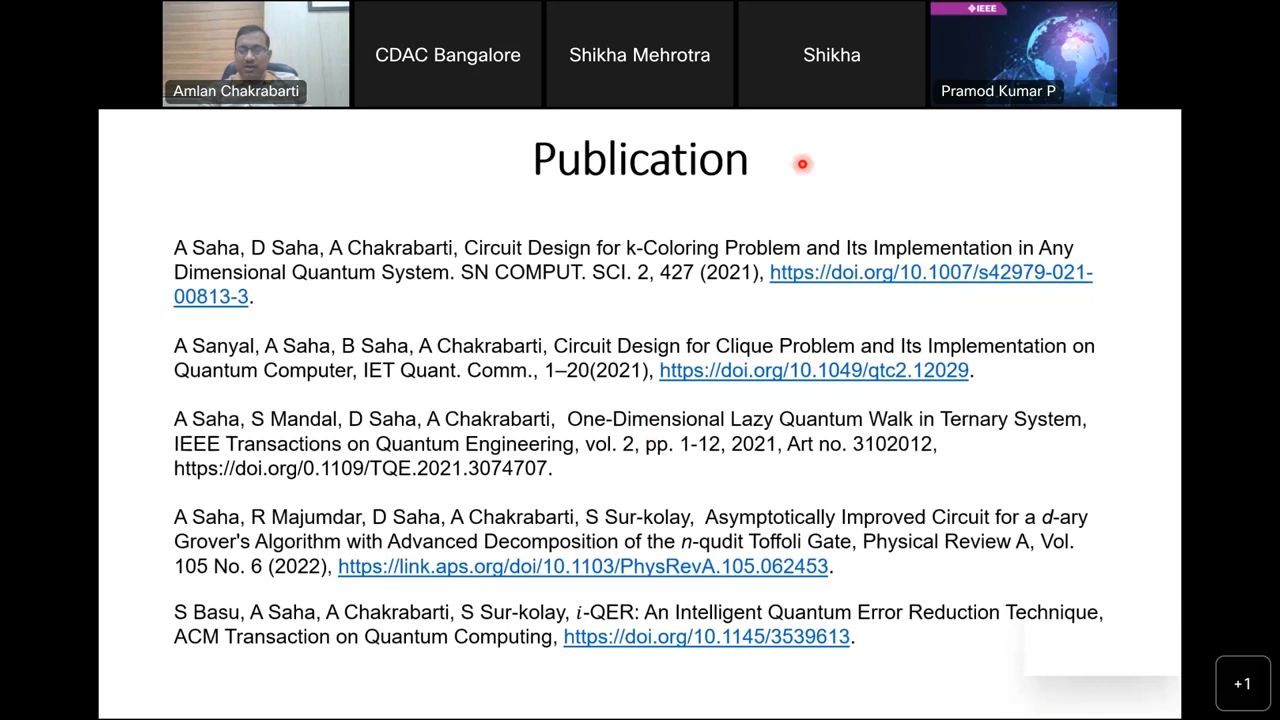 IEEE
CDAC Bangalore
Shikha Mehrotra
Shikha
Amlan Chakrabarti
Pramod Kumar P
Publication
A Saha, D Saha, A Chakrabarti, Circuit Design for k-Coloring Problem and Its Implementation in Any
Dimensional Quantum System. SN COMPUT. SCI. 2, 427 (2021), https://doi.org/10.1007/s42979-021-
00813-3.
A Sanyal, A Saha, B Saha, A Chakrabarti, Circuit Design for Clique Problem and Its Implementation on
Quantum Computer, IET Quant. Comm., 1–20(2021), https://doi.org/10.1049/qtc2.12029.
A Saha, S Mandal, D Saha, A Chakrabarti, One-Dimensional Lazy Quantum Walk in Ternary System,
IEEE Transactions on Quantum Engineering, vol. 2, pp. 1-12, 2021, Art no. 3102012,
https://doi.org/0.1109/TQE.2021.3074707.
A Saha, R Majumdar, D Saha, A Chakrabarti, S Sur-kolay, Asymptotically Improved Circuit for a d-ary
Grover's Algorithm with Advanced Decomposition of the n-qudit Toffoli Gate, Physical Review A, Vol.
105 No. 6 (2022), https://link.aps.org/doi/10.1103/PhysRevA.105.062453.
S Basu, A Saha, A Chakrabarti, S Sur-kolay, i-QER: An Intelligent Quantum Error Reduction Technique,
ACM Transaction on Quantum Computing, https://doi.org/10.1145/3539613.
+1